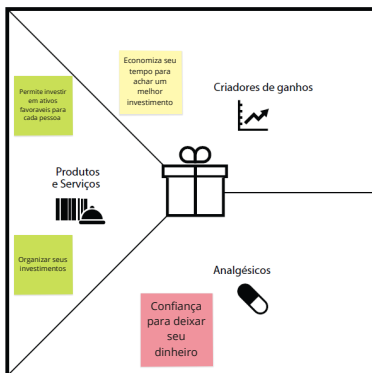 Economiza seu
tempo para
achar um
melhor
investimento
Permite investir
em ativos
favoraveis para
cada pessoa
Criadores de ganhos
Produtos
e Serviços
Organizar seus
investimentos
Analgésicos
Confiança
para deixar
seu
dinheiro